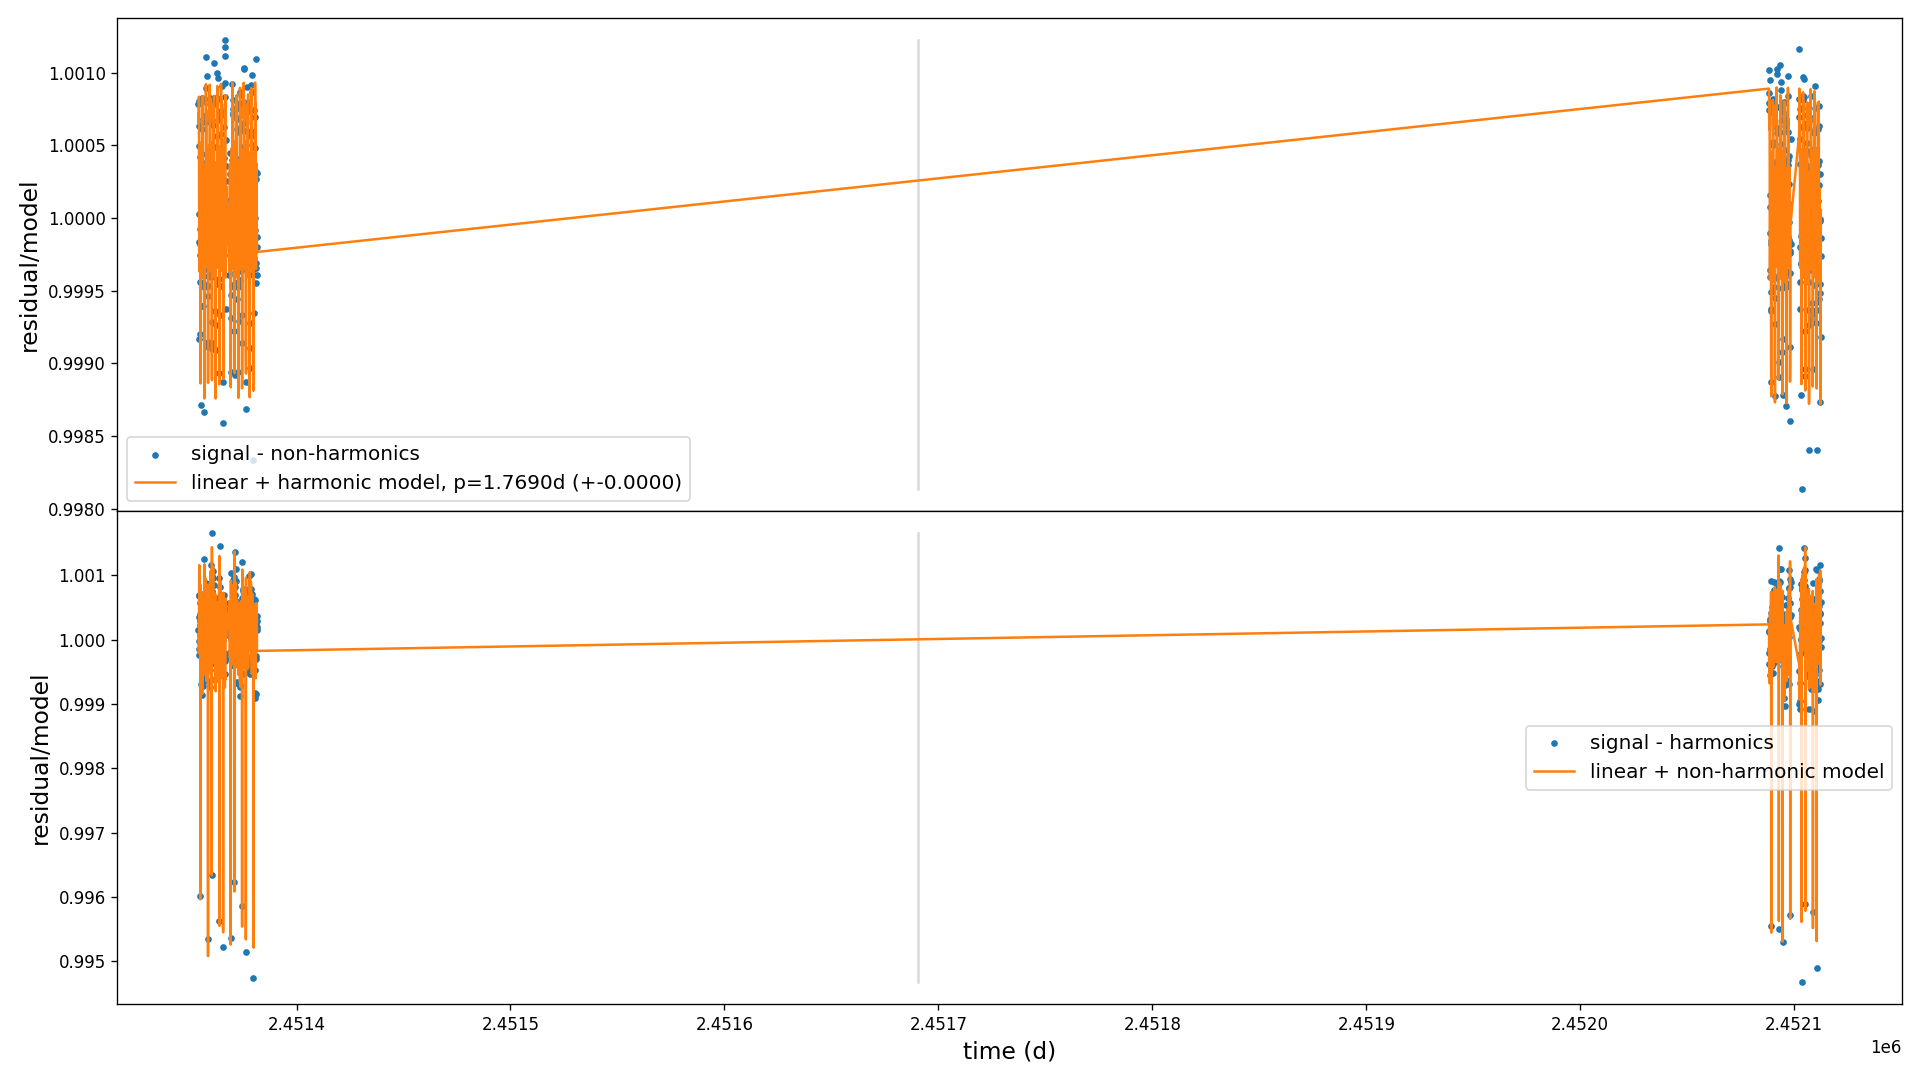 residual/model
1.0010
1.0005
1.0000
0.9995
0.9990
0.9985
0.9980
signal - non-harmonics
linear + harmonic model, p=1.7690d (+-0.0000)
residual/model
1.001
1.000
0.999
0.998
0.997
0.996
0.995
signal - harmonics
linear + non-harmonic model
2.4514 2.4515 2.4516 2.4517 2.4518 2.4519 2.4520 2.4521
time (d)
1e6